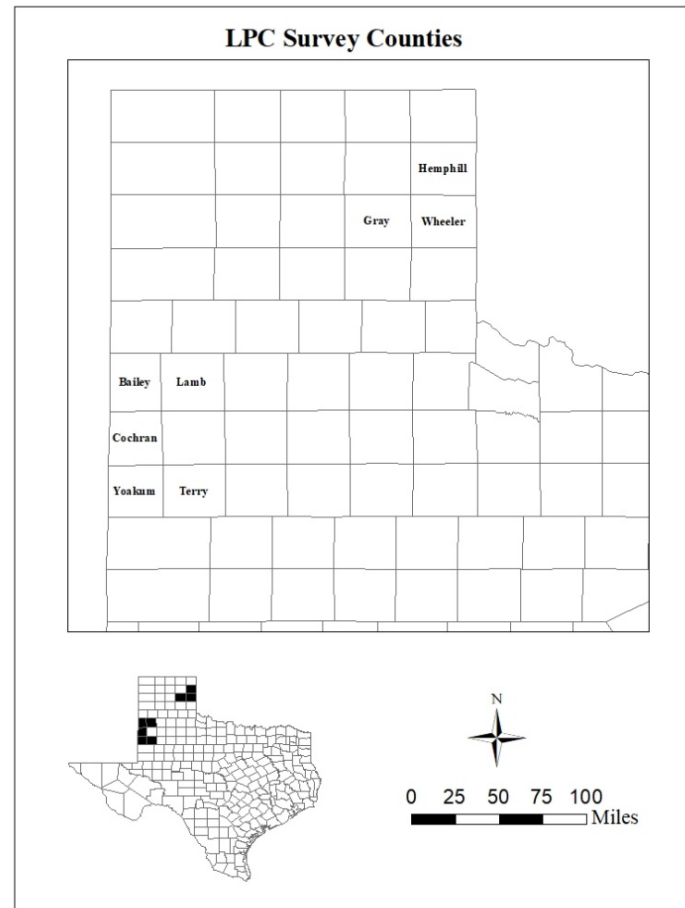 LPC Survey Counties
Hemphill
Gray Wheeler
Bailey Lamb
Cochran
Yoakum Terry
N
0 25 50 75 100
Miles